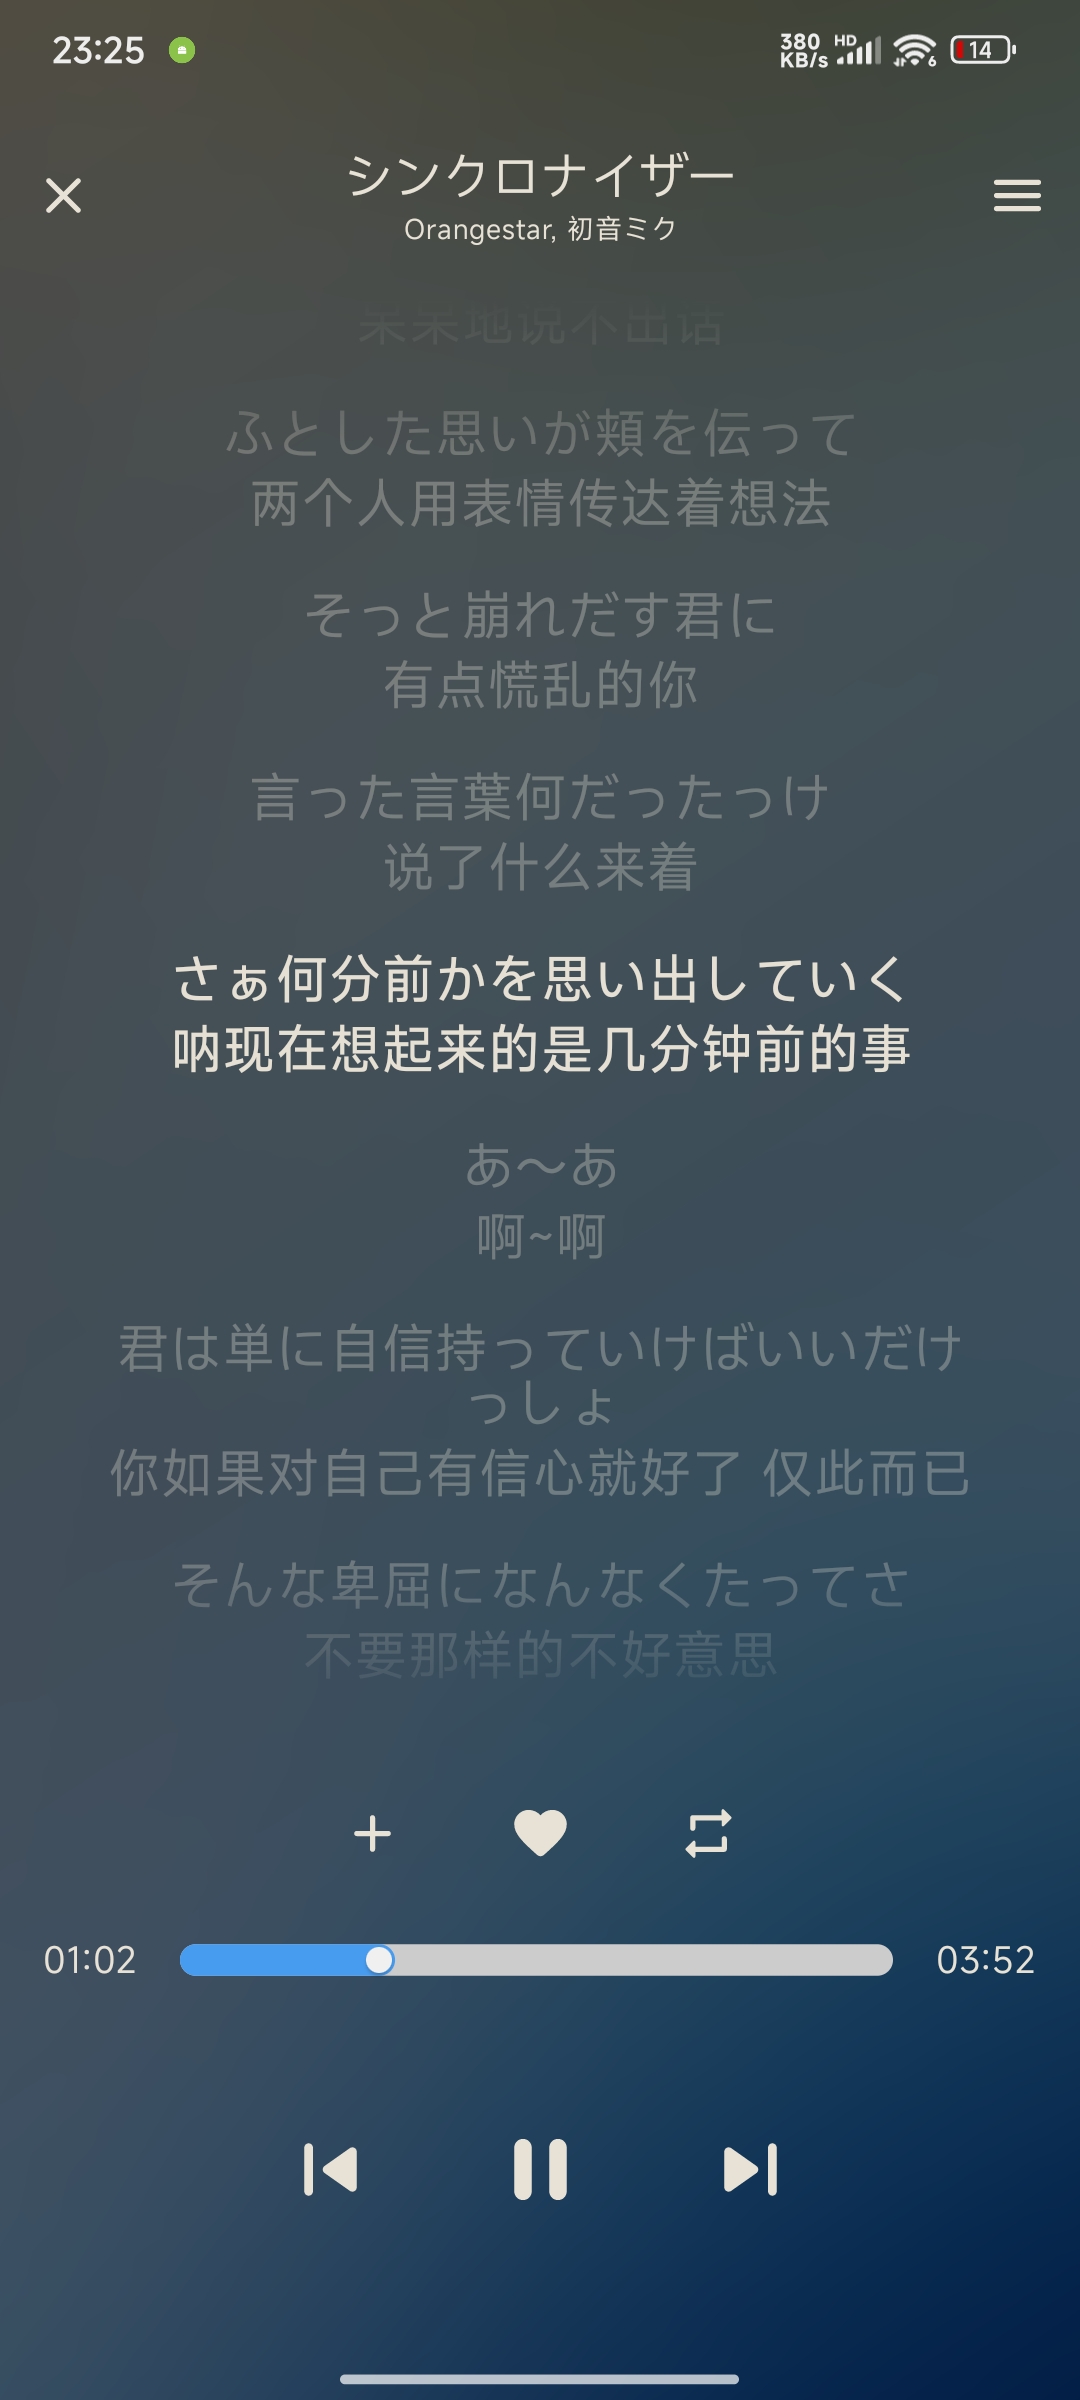 23:25
380 KB/s HD 6 14
シンクロナイザー
Orangestar, 初音ミク
呆呆地说不出话
ふとした思いが頬を伝って
两个人用表情传达着想法
そっと崩れだす君に
有点慌乱的你
言った言葉何だったっけ
说了什么来着
さぁ何分前かを思い出していく
呐现在想起来的是几分钟前的事
あ〜あ
啊~啊
君は単に自信持っていけばいいだけ
っしょ
你如果对自己有信心就好了 仅此而已
そんな卑屈になんなくたってさ
不要那样的不好意思
01:02
03:52